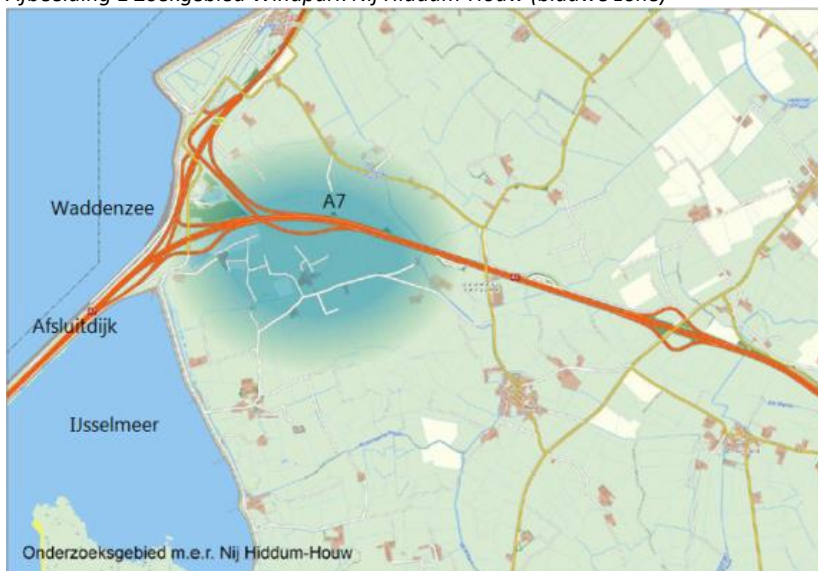 A7
Waddenzee
Afsluitdijk
IJsselmeer
Onderzoeksgebied m.e.r. Nij Hiddum-Houw